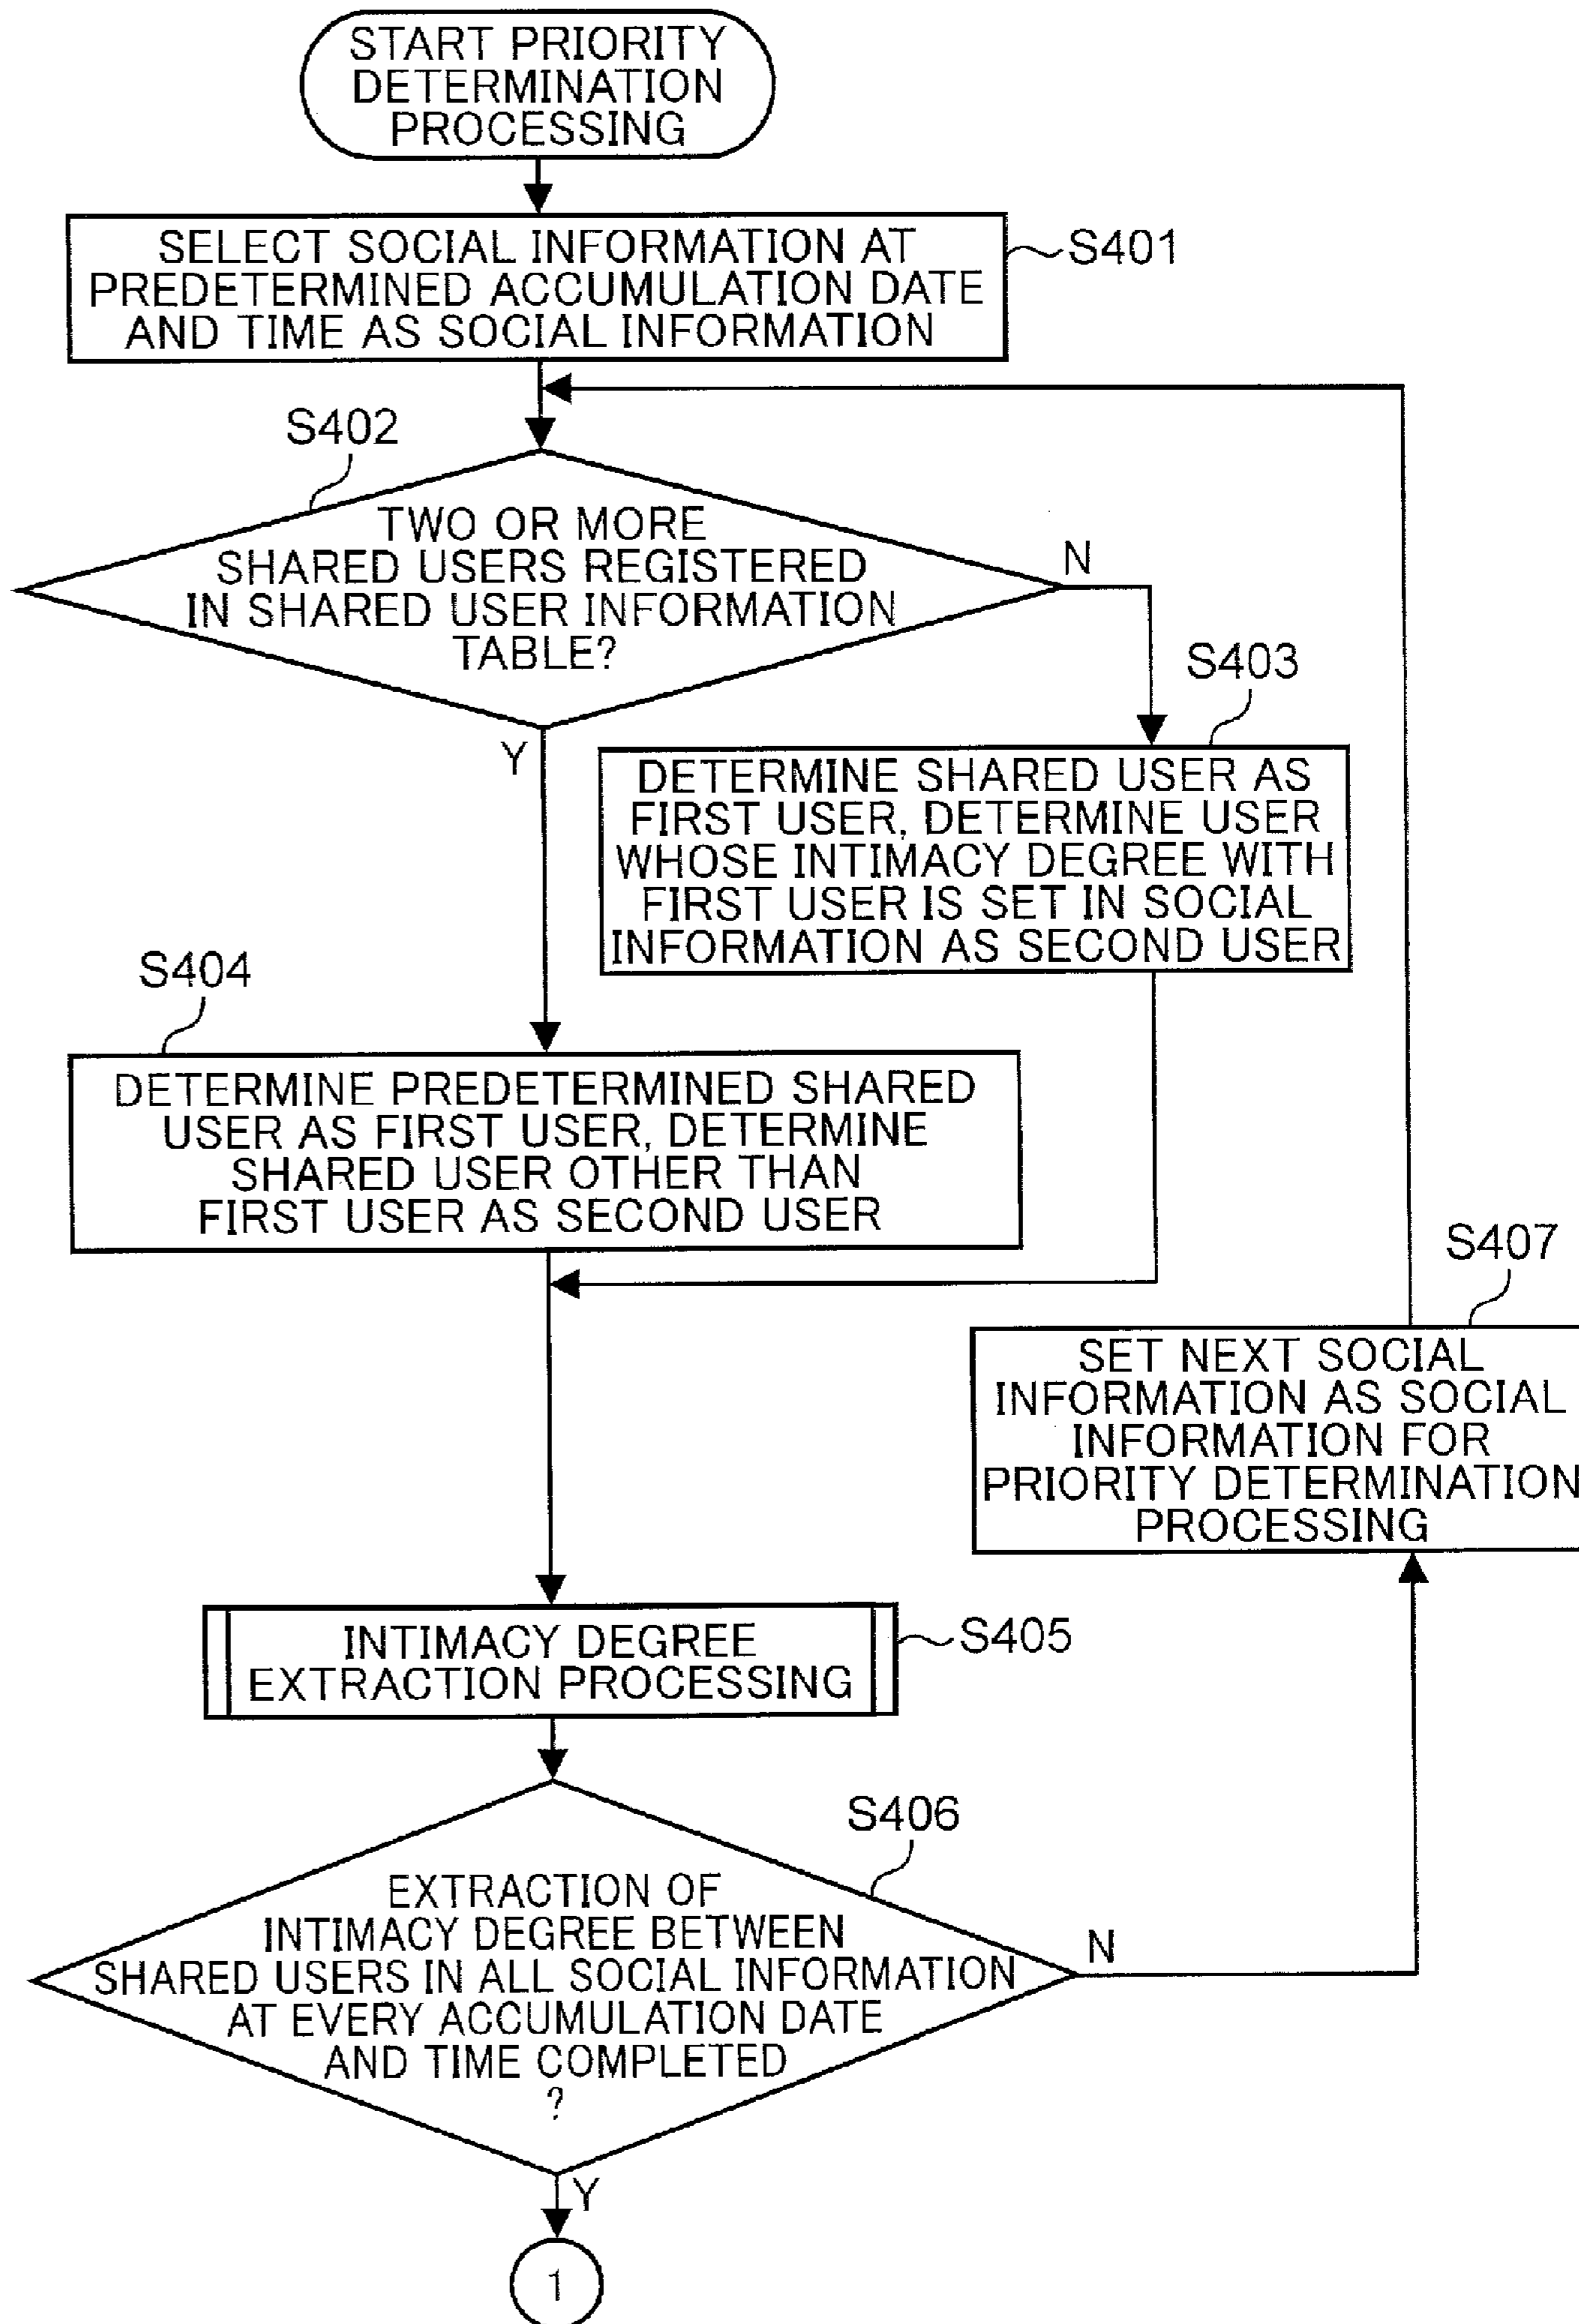 START PRIORITY
DETERMINATION
PROCESSING
SELECT SOCIAL INFORMATION AT
PREDETERMINED ACCUMULATION DATE
AND TIME AS SOCIAL INFORMATION
S401
S402
TWO OR MORE
SHARED USERS REGISTERED
IN SHARED USER INFORMATION
TABLE?
N
Y
S403
DETERMINE SHARED USER AS
FIRST USER, DETERMINE USER
WHOSE INTIMACY DEGREE WITH
FIRST USER IS SET IN SOCIAL
INFORMATION AS SECOND USER
S404
DETERMINE PREDETERMINED SHARED
USER AS FIRST USER, DETERMINE
SHARED USER OTHER THAN
FIRST USER AS SECOND USER
S407
SET NEXT SOCIAL
INFORMATION AS SOCIAL
INFORMATION FOR
PRIORITY DETERMINATION
PROCESSING
INTIMACY DEGREE
EXTRACTION PROCESSING
S405
S406
EXTRACTION OF
INTIMACY DEGREE BETWEEN
SHARED USERS IN ALL SOCIAL INFORMATION
AT EVERY ACCUMULATION DATE
AND TIME COMPLETED
?
N
Y
1